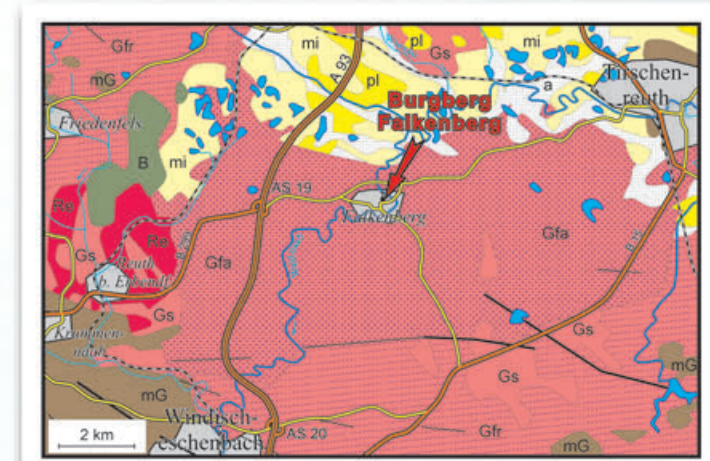 Gfr
mi
pl
Gs
mi
mG
A 93
pl
a
Tirschen-
reuth
Burgberg
Falkenberg
Friedenfels
B
mi
AS 19
Falkenberg
Re
Re
Gs
Reuth
b. Erbendf.
B 299
Gfa
Gfa
B 15
Gs
Krummen-
naab
Gs
Gs
mG
mG
Windisch-
eschenbach
AS 20
Gfr
mG
2 km